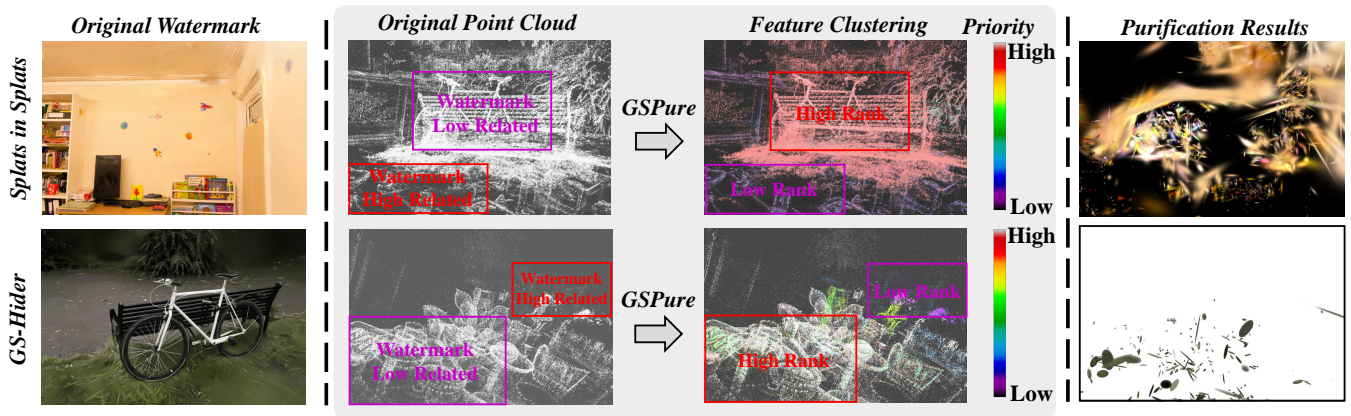 Original Watermark
Original Point Cloud
Feature Clustering
Priority
Purification Results
Splats in Splats
Watermark
Low Related
Watermark
High Related
GSPure
High Rank
Low Rank
High
Low
GS-Hider
Watermark
High Related
Watermark
Low Related
GSPure
Low Rank
High Rank
High
Low